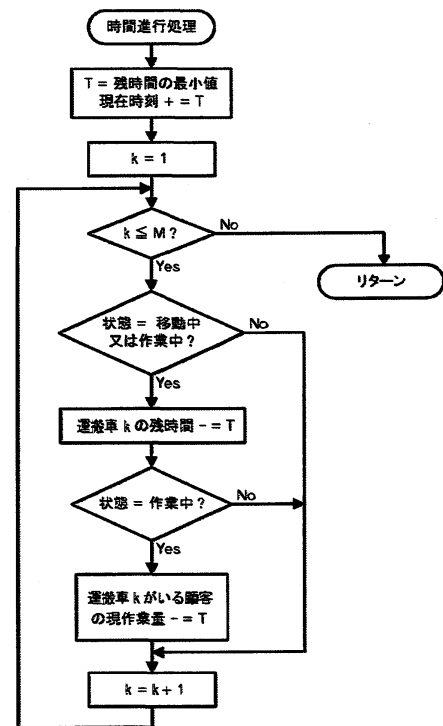 時間進行処理
T = 残時間の最小値
現在時刻 + = T
k = 1
k ≦ M ?
No
Yes
リターン
状態 = 移動中
又は作業中 ?
No
Yes
運搬車 k の残時間 - = T
状態 = 作業中 ?
No
Yes
運搬車 k がいる顧客
の現作業量 - = T
k = k + 1